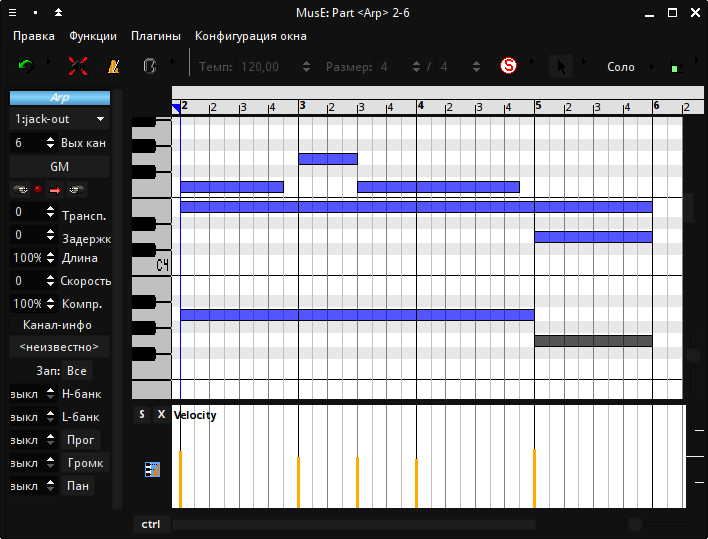 MusE: Part <Arp> 2-6
Правка Функции Плагины Конфигурация окна
Темп: 120,00 Размер: 4 / 4 S Соло
Arp
1:jack-out
6 Вых кан
GM
0 Трансп.
0 Задержк
100% Длина
0 Скорость
100% Компр.
Канал-инфо
<неизвестно>
Зап: Все
выкл H-банк
выкл L-банк
выкл Прог
выкл Громк
выкл Пан
2 2 3 4 3 2 3 4 4 2 3 4 5 2 3 4 6 2
C4
S X Velocity
ctrl